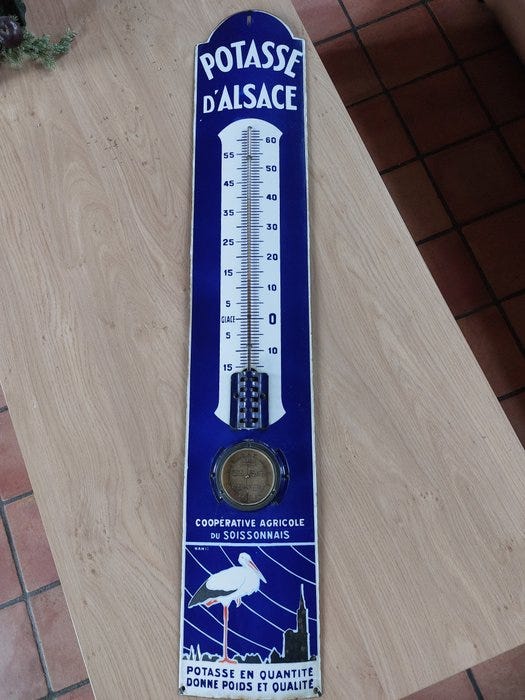 POTASSE
D'ALSACE
60
55
50
45
40
35
30
25
20
15
10
5
GLACE 0
5
10
15
COOPÉRATIVE AGRICOLE
DU SOISSONNAIS
POTASSE EN QUANTITÉ
DONNE POIDS ET QUALITÉ